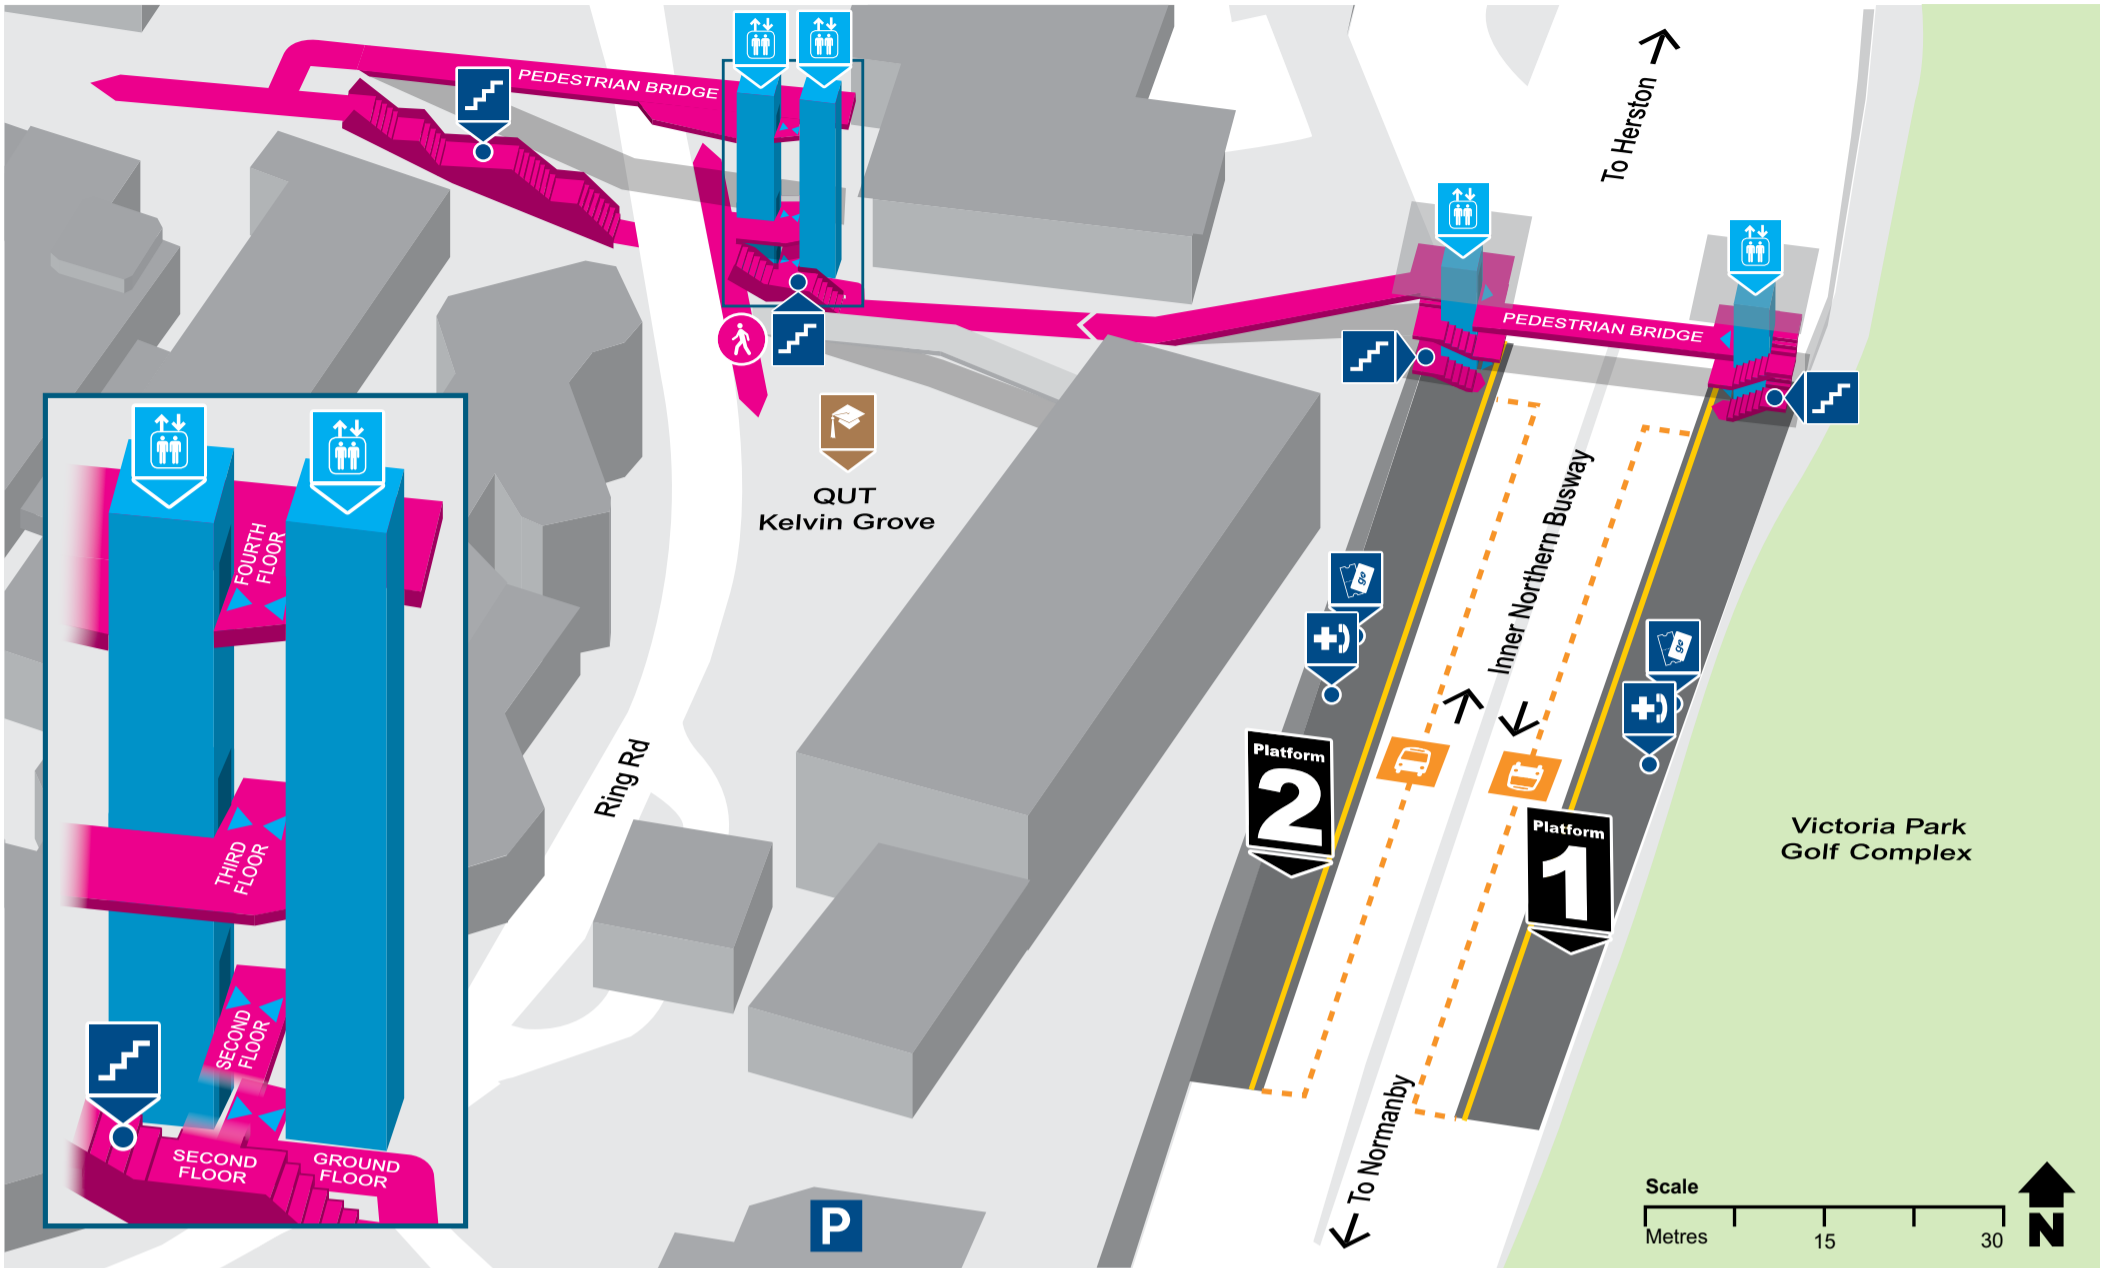 PEDESTRIAN BRIDGE
To Herston
PEDESTRIAN BRIDGE
QUT
Kelvin Grove
Inner Northern Busway
go
go
Ring Rd
Platform
2
Platform
1
Victoria Park
Golf Complex
To Normanby
P
FOURTH
FLOOR
THIRD
FLOOR
SECOND
FLOOR
SECOND
FLOOR
GROUND
FLOOR
Scale
Metres
15
30
N